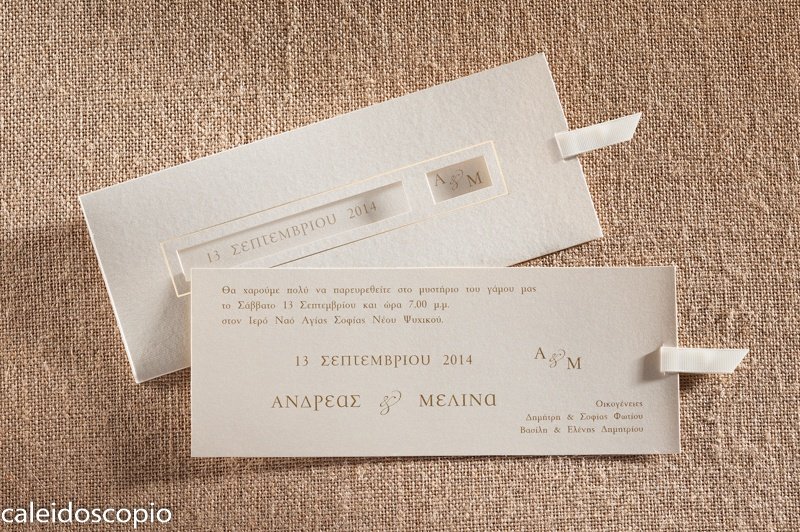 13 ΣΕΠΤΕΜΒΡΙΟΥ 2014
Α & Μ
Θα χαρούμε πολύ να παρευρεθείτε στο μυστήριο του γάμου μας
το Σάββατο 13 Σεπτεμβρίου και ώρα 7.00 μ.μ.
στον Ιερό Ναό Αγίας Σοφίας Νέου Ψυχικού.
13 ΣΕΠΤΕΜΒΡΙΟΥ 2014
Α & Μ
ΑΝΔΡΕΑΣ & ΜΕΛΙΝΑ
Οικογένειες
Δημήτρη & Σοφίας Φωτίου
Βασίλη & Ελένης Δημητρίου
caleidoscopio